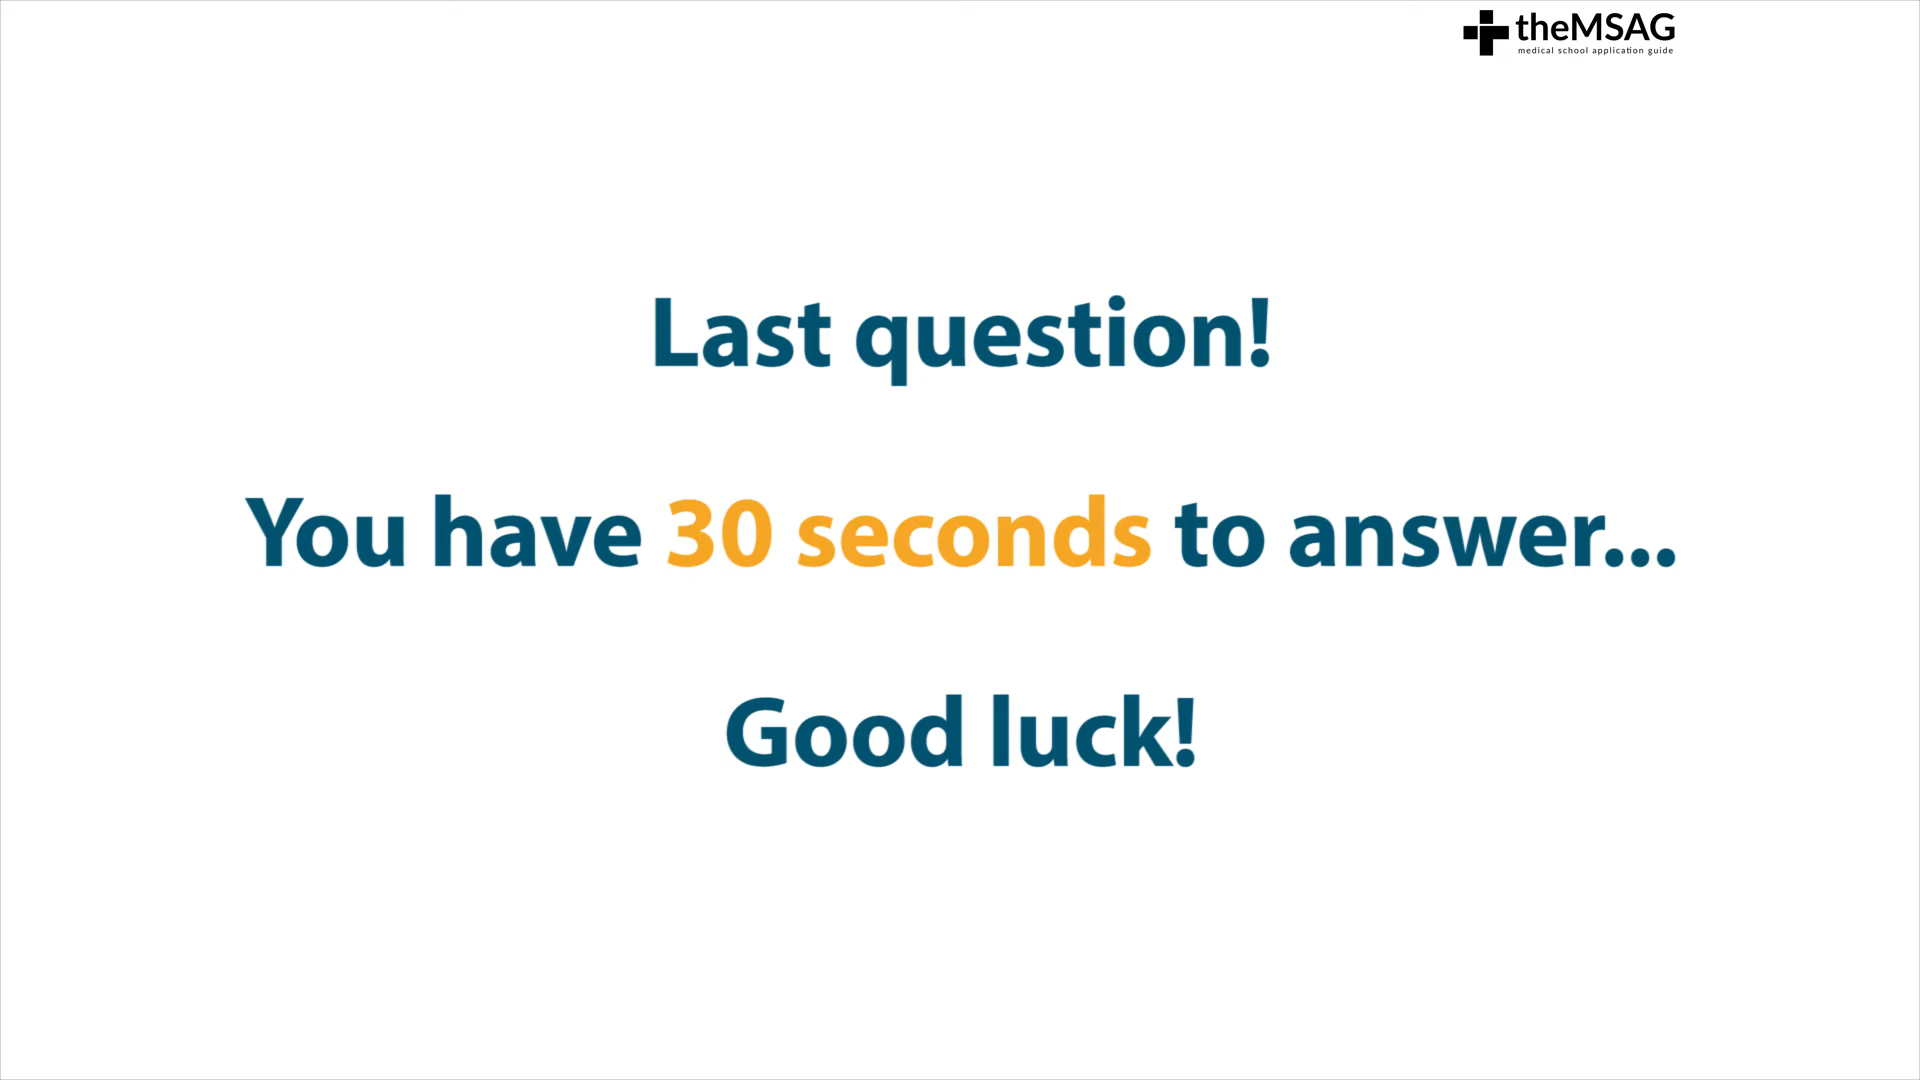 theMSAG
medical school application guide
Last question!
You have 30 seconds to answer...
Good luck!